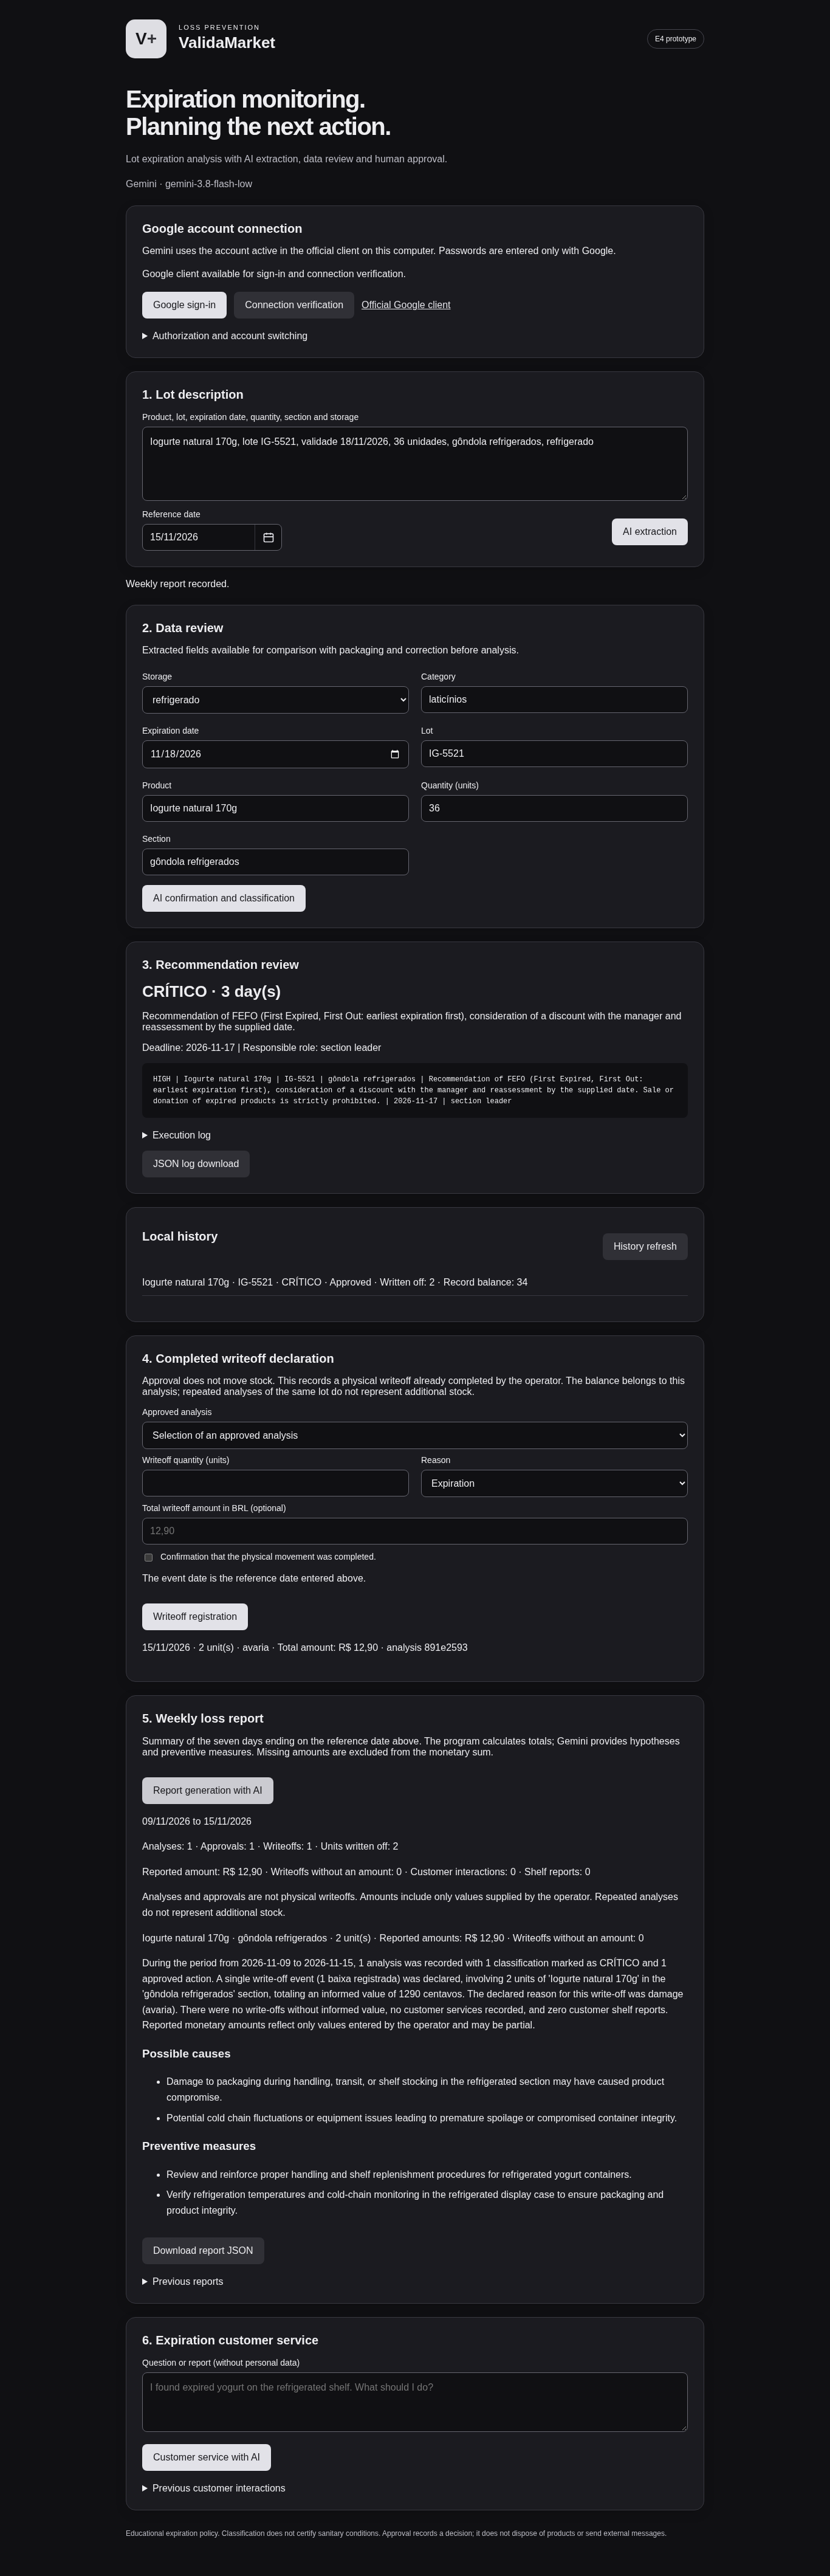 V+
LOSS PREVENTION
ValidaMarket
E4 prototype
Expiration monitoring.
Planning the next action.
Lot expiration analysis with AI extraction, data review and human approval.
Gemini · gemini-3.8-flash-low
Google account connection
Gemini uses the account active in the official client on this computer. Passwords are entered only with Google.
Google client available for sign-in and connection verification.
Google sign-in
Connection verification
Official Google client
Authorization and account switching
1. Lot description
Product, lot, expiration date, quantity, section and storage
Iogurte natural 170g, lote IG-5521, validade 18/11/2026, 36 unidades, gôndola refrigerados, refrigerado
Reference date
15/11/2026
AI extraction
Weekly report recorded.
2. Data review
Extracted fields available for comparison with packaging and correction before analysis.
Storage
Category
refrigerado
laticínios
Expiration date
Lot
11/18/2026
IG-5521
Product
Quantity (units)
Iogurte natural 170g
36
Section
gôndola refrigerados
AI confirmation and classification
3. Recommendation review
CRÍTICO · 3 day(s)
Recommendation of FEFO (First Expired, First Out: earliest expiration first), consideration of a discount with the manager and
reassessment by the supplied date.
Deadline: 2026-11-17 | Responsible role: section leader
HIGH | Iogurte natural 170g | IG-5521 | gôndola refrigerados | Recommendation of FEFO (First Expired, First Out:
earliest expiration first), consideration of a discount with the manager and reassessment by the supplied date. Sale or
donation of expired products is strictly prohibited. | 2026-11-17 | section leader
Execution log
JSON log download
Local history
History refresh
Iogurte natural 170g · IG-5521 · CRÍTICO · Approved · Written off: 2 · Record balance: 34
4. Completed writeoff declaration
Approval does not move stock. This records a physical writeoff already completed by the operator. The balance belongs to this
analysis; repeated analyses of the same lot do not represent additional stock.
Approved analysis
Selection of an approved analysis
Writeoff quantity (units)
Reason
Expiration
Total writeoff amount in BRL (optional)
12,90
Confirmation that the physical movement was completed.
The event date is the reference date entered above.
Writeoff registration
15/11/2026 · 2 unit(s) · avaria · Total amount: R$ 12,90 · analysis 891e2593
5. Weekly loss report
Summary of the seven days ending on the reference date above. The program calculates totals; Gemini provides hypotheses
and preventive measures. Missing amounts are excluded from the monetary sum.
Report generation with AI
09/11/2026 to 15/11/2026
Analyses: 1 · Approvals: 1 · Writeoffs: 1 · Units written off: 2
Reported amount: R$ 12,90 · Writeoffs without an amount: 0 · Customer interactions: 0 · Shelf reports: 0
Analyses and approvals are not physical writeoffs. Amounts include only values supplied by the operator. Repeated analyses
do not represent additional stock.
Iogurte natural 170g · gôndola refrigerados · 2 unit(s) · Reported amounts: R$ 12,90 · Writeoffs without an amount: 0
During the period from 2026-11-09 to 2026-11-15, 1 analysis was recorded with 1 classification marked as CRÍTICO and 1
approved action. A single write-off event (1 baixa registrada) was declared, involving 2 units of 'Iogurte natural 170g' in the
'gôndola refrigerados' section, totaling an informed value of 1290 centavos. The declared reason for this write-off was damage
(avaria). There were no write-offs without informed value, no customer services recorded, and zero customer shelf reports.
Reported monetary amounts reflect only values entered by the operator and may be partial.
Possible causes
• Damage to packaging during handling, transit, or shelf stocking in the refrigerated section may have caused product
compromise.
• Potential cold chain fluctuations or equipment issues leading to premature spoilage or compromised container integrity.
Preventive measures
• Review and reinforce proper handling and shelf replenishment procedures for refrigerated yogurt containers.
• Verify refrigeration temperatures and cold-chain monitoring in the refrigerated display case to ensure packaging and
product integrity.
Download report JSON
Previous reports
6. Expiration customer service
Question or report (without personal data)
I found expired yogurt on the refrigerated shelf. What should I do?
Customer service with AI
Previous customer interactions
Educational expiration policy. Classification does not certify sanitary conditions. Approval records a decision; it does not dispose of products or send external messages.